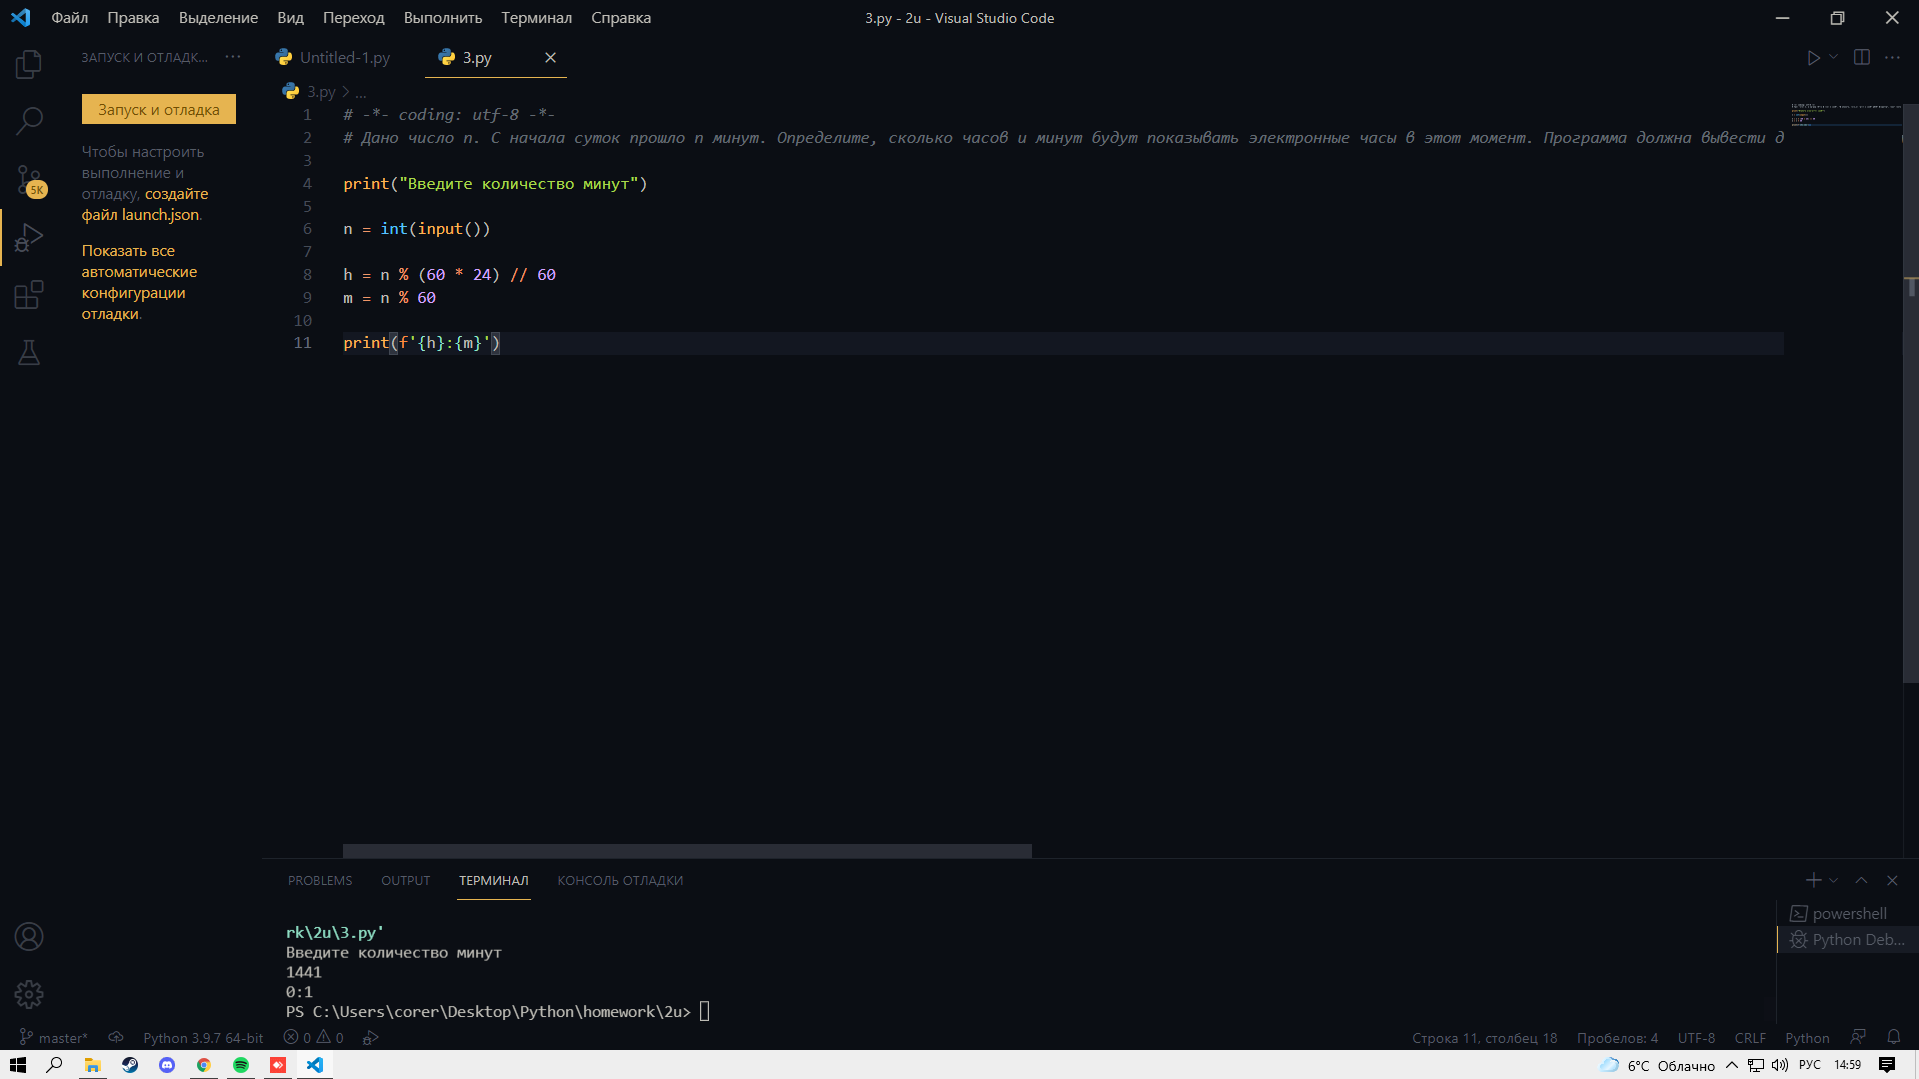 Файл Правка Выделение Вид Переход Выполнить Терминал Справка
3.py - 2u - Visual Studio Code
ЗАПУСК И ОТЛАДК...
Untitled-1.py
3.py
Запуск и отладка
3.py > ...
Чтобы настроить
выполнение и
отладку, создайте
файл launch.json.
Показать все
автоматические
конфигурации
отладки.
5K
1 # -*- coding: utf-8 -*-
2 # Дано число n. С начала суток прошло n минут. Определите, сколько часов и минут будут показывать электронные часы в этот момент. Программа должна вывести д
3
4 print("Введите количество минут")
5
6 n = int(input())
7
8 h = n % (60 * 24) // 60
9 m = n % 60
10
11 print(f'{h}:{m}')
PROBLEMS OUTPUT ТЕРМИНАЛ КОНСОЛЬ ОТЛАДКИ
rk\2u\3.py'
Введите количество минут
1441
0:1
PS C:\Users\corer\Desktop\Python\homework\2u>
powershell
Python Deb...
master* Python 3.9.7 64-bit 0 0
Строка 11, столбец 18 Пробелов: 4 UTF-8 CRLF Python
6°C Облачно РУС 14:59